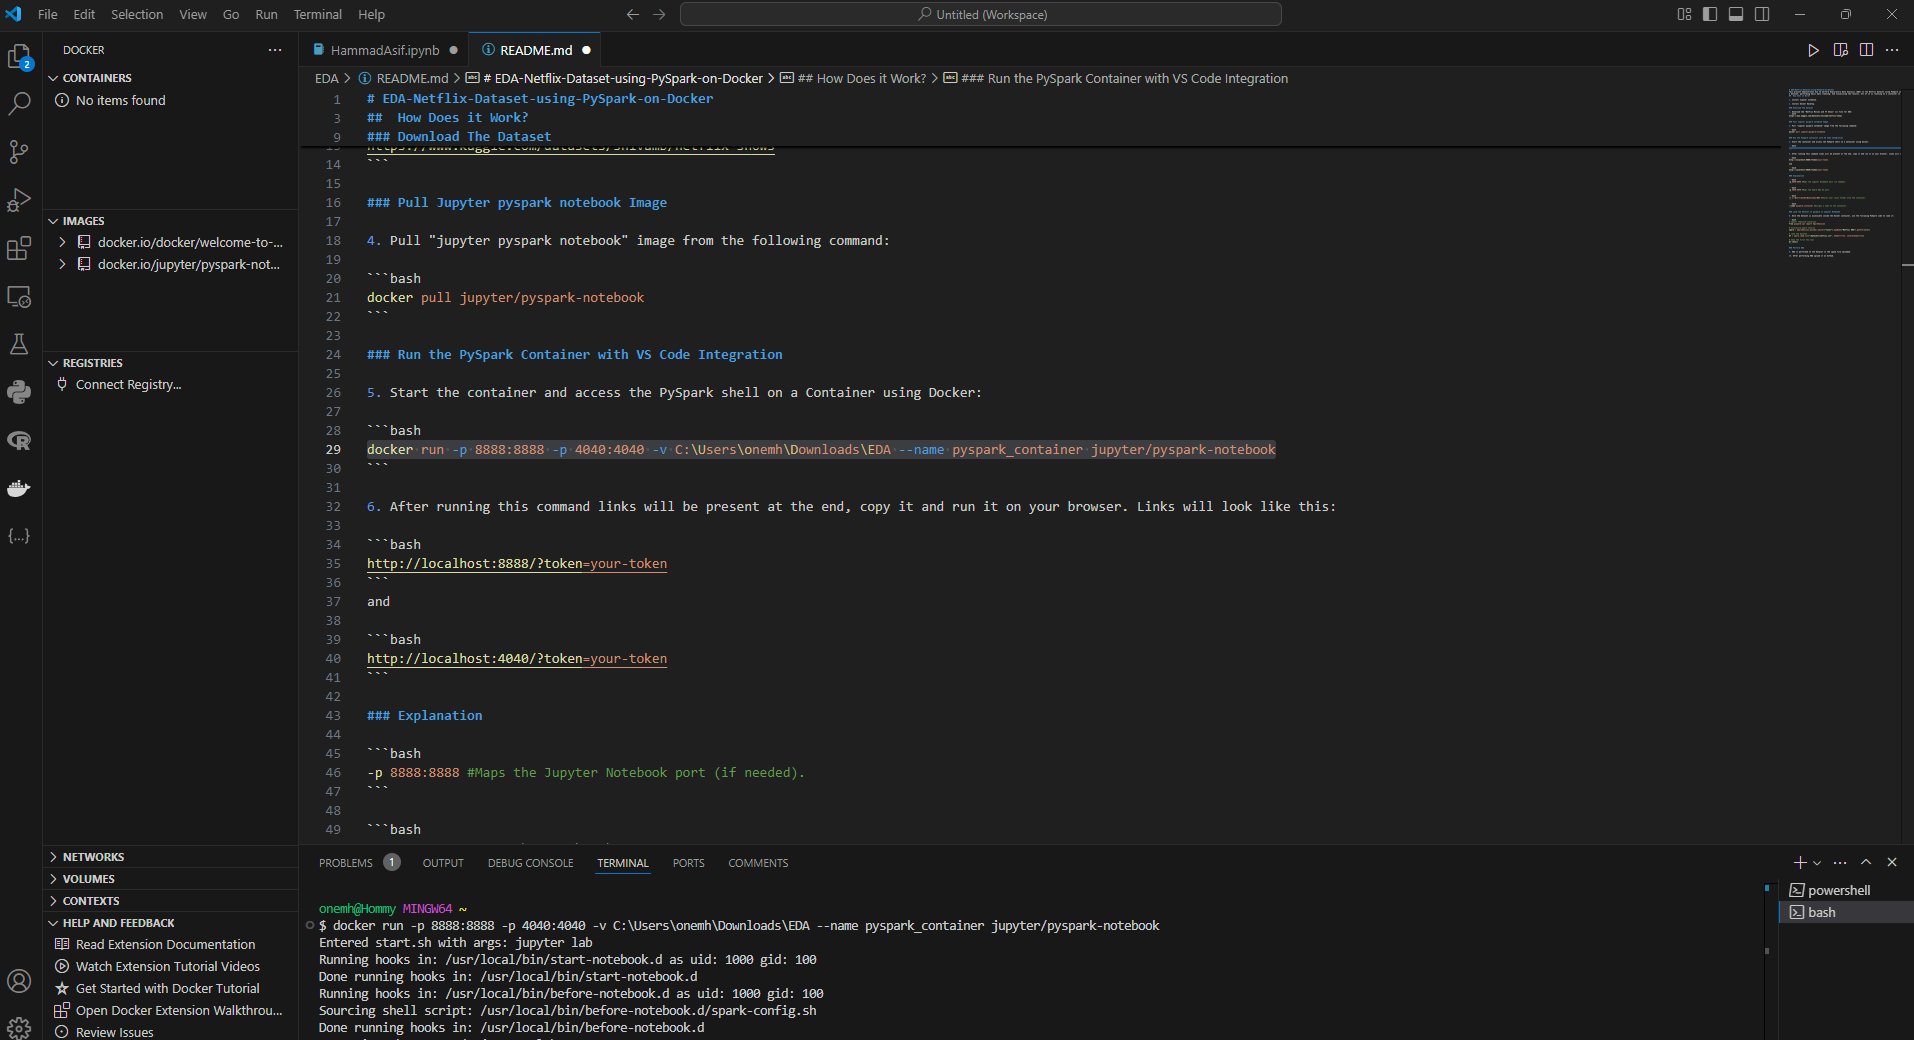 File Edit Selection View Go Run Terminal Help
Untitled (Workspace)
2
DOCKER
CONTAINERS
No items found
IMAGES
docker.io/docker/welcome-to-...
docker.io/jupyter/pyspark-not...
REGISTRIES
Connect Registry...
NETWORKS
VOLUMES
CONTEXTS
HELP AND FEEDBACK
Read Extension Documentation
Watch Extension Tutorial Videos
Get Started with Docker Tutorial
Open Docker Extension Walkthrou...
Review Issues
HammadAsif.ipynb README.md
EDA > README.md > # EDA-Netflix-Dataset-using-PySpark-on-Docker > ## How Does it Work? > ### Run the PySpark Container with VS Code Integration
1 # EDA-Netflix-Dataset-using-PySpark-on-Docker
3 ##  How Does it Work?
9 ### Download The Dataset
13 https://www.kaggle.com/datasets/shivamb/netflix-shows
14 ```
15
16 ### Pull Jupyter pyspark notebook Image
17
18 4. Pull "jupyter pyspark notebook" image from the following command:
19
20 ```bash
21 docker pull jupyter/pyspark-notebook
22 ```
23
24 ### Run the PySpark Container with VS Code Integration
25
26 5. Start the container and access the PySpark shell on a Container using Docker:
27
28 ```bash
29 docker run -p 8888:8888 -p 4040:4040 -v C:\Users\onemh\Downloads\EDA --name pyspark_container jupyter/pyspark-notebook
30 ```
31
32 6. After running this command links will be present at the end, copy it and run it on your browser. Links will look like this:
33
34 ```bash
35 http://localhost:8888/?token=your-token
36 ```
37 and
38
39 ```bash
40 http://localhost:4040/?token=your-token
41 ```
42
43 ### Explanation
44
45 ```bash
46 -p 8888:8888 #Maps the Jupyter Notebook port (if needed).
47 ```
48
49 ```bash
PROBLEMS 1 OUTPUT DEBUG CONSOLE TERMINAL PORTS COMMENTS
onemh@Hommy MINGW64 ~
$ docker run -p 8888:8888 -p 4040:4040 -v C:\Users\onemh\Downloads\EDA --name pyspark_container jupyter/pyspark-notebook
Entered start.sh with args: jupyter lab
Running hooks in: /usr/local/bin/start-notebook.d as uid: 1000 gid: 100
Done running hooks in: /usr/local/bin/start-notebook.d
Running hooks in: /usr/local/bin/before-notebook.d as uid: 1000 gid: 100
Sourcing shell script: /usr/local/bin/before-notebook.d/spark-config.sh
Done running hooks in: /usr/local/bin/before-notebook.d
powershell
bash